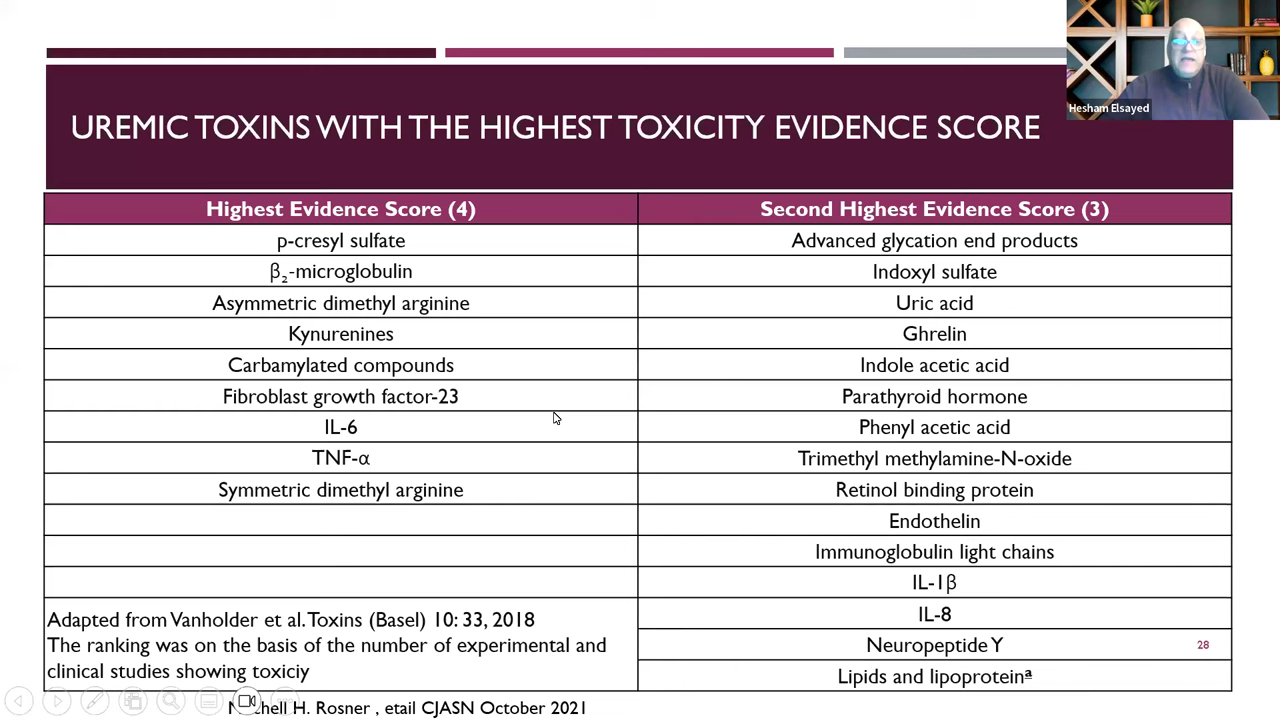 Hesham Elsayed
UREMIC TOXINS WITH THE HIGHEST TOXICITY EVIDENCE SCORE
Highest Evidence Score (4)
Second Highest Evidence Score (3)
p-cresyl sulfate
Advanced glycation end products
β₂-microglobulin
Indoxyl sulfate
Asymmetric dimethyl arginine
Uric acid
Kynurenines
Ghrelin
Carbamylated compounds
Indole acetic acid
Fibroblast growth factor-23
Parathyroid hormone
IL-6
Phenyl acetic acid
TNF-α
Trimethyl methylamine-N-oxide
Symmetric dimethyl arginine
Retinol binding protein
Endothelin
Immunoglobulin light chains
IL-1β
Adapted from Vanholder et al. Toxins (Basel) 10: 33, 2018
The ranking was on the basis of the number of experimental and
clinical studies showing toxiciy
IL-8
Neuropeptide Y
28
Lipids and lipoproteinª
H. Rosner , etail CJASN October 2021